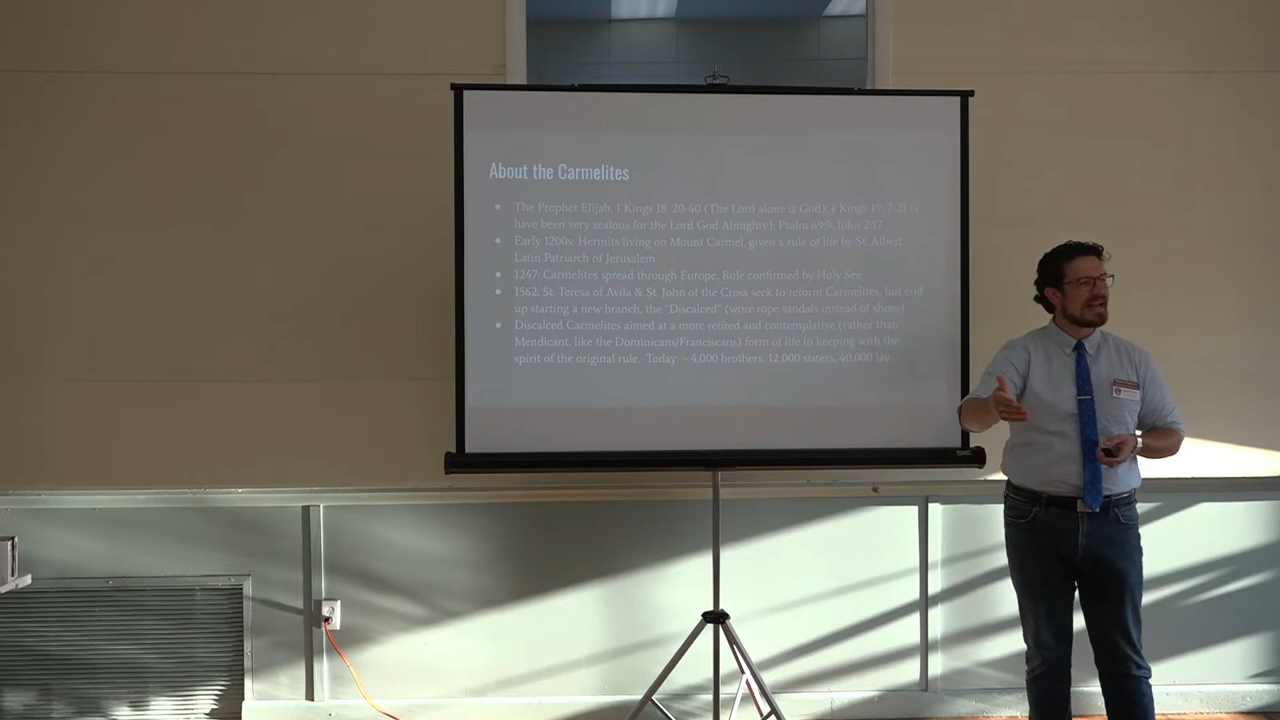 About the Carmelites
The Prophet Elijah, 1 Kings 18: 20-40 (The Lord alone is God); 1 Kings 19: 7-21 (I
have been very zealous for the Lord God Almughty); Psalm 69:9, John 2:17
Early 1200s: Hermits living on Mount Carmel, given a rule of life by St. Albert,
Latin Patriarch of Jerusalem
1247: Carmelites spread through Europe, Rule confirmed by Holy See
1562: St. Teresa of Avila & St. John of the Cross seek to reform Carmelites, but end
up starting a new branch, the "Discalced" (wore rope sandals instead of shoes)
Discalced Carmelites aimed at a more retired and contemplative (rather than
Mendicant, like the Dominicans/Franciscans) form of life in keeping with the
spirit of the original rule. Today: ~ 4,000 brothers, 12,000 sisters, 40,000 lay.